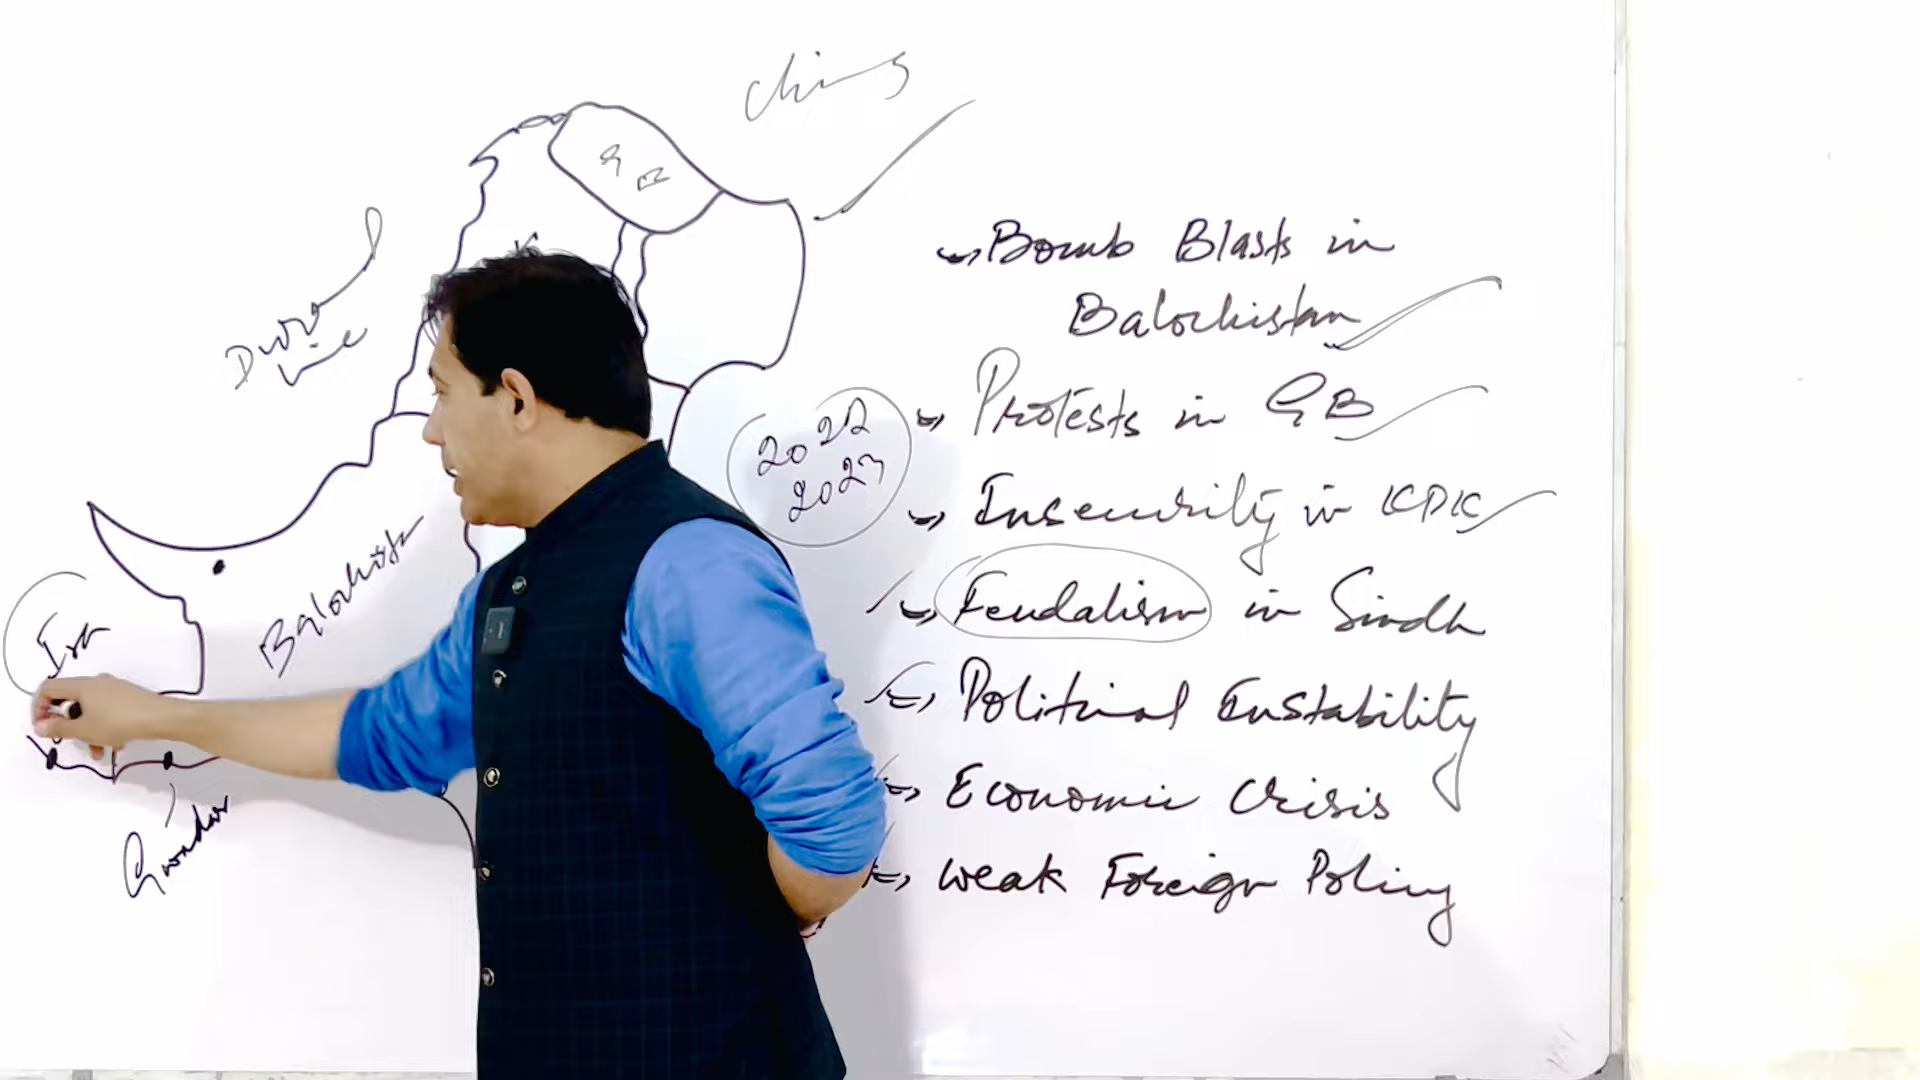 China
G B
Durand
Line
Bomb Blasts in
Balochistan
Protests in GB
2022
2023
Insecurity in KPK
Balochistan
Feudalism in Sindh
Iran
Political Instability
Economic Crisis
Gwadar
Weak Foreign Policy